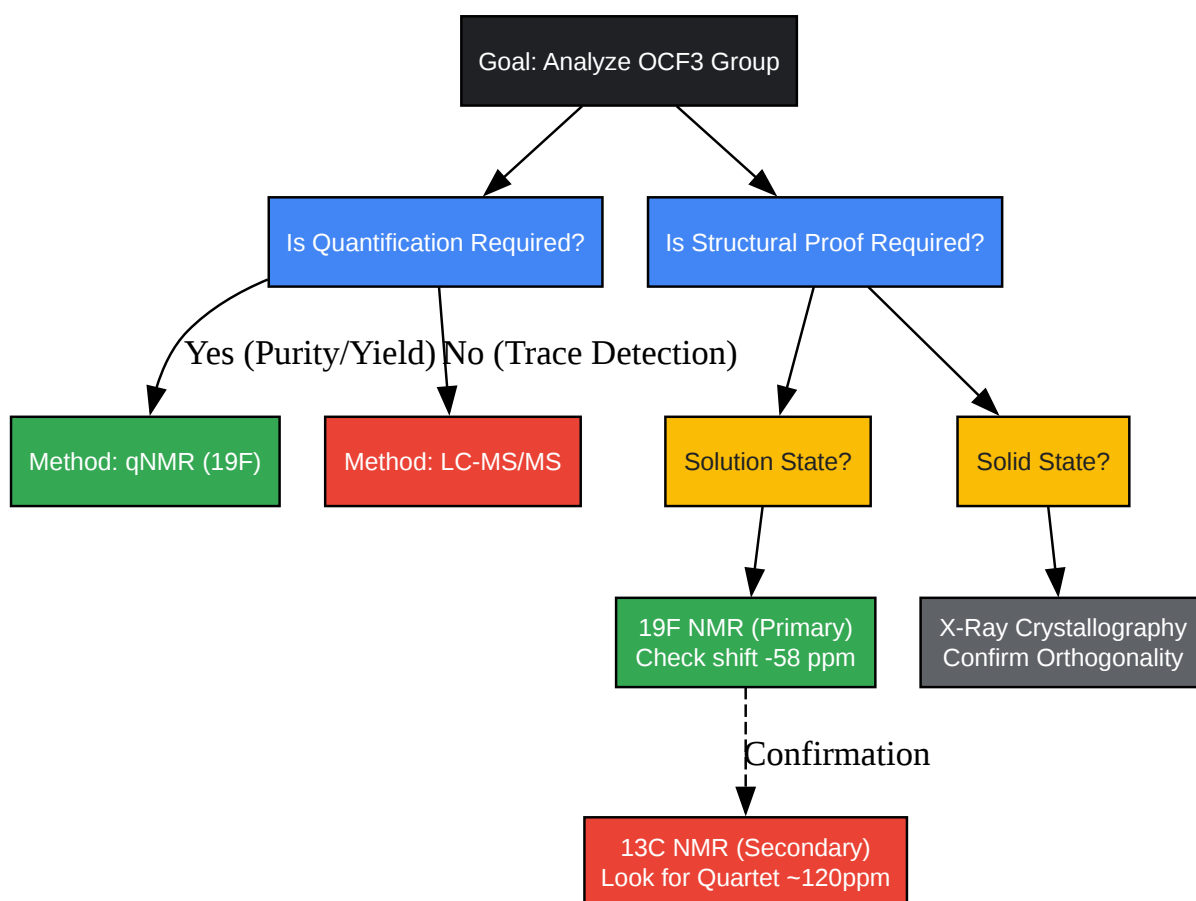 Goal: Analyze OCF3 Group
Is Quantification Required?
Is Structural Proof Required?
Yes (Purity/Yield)
No (Trace Detection)
Method: qNMR (19F)
Method: LC-MS/MS
Solution State?
Solid State?
19F NMR (Primary)
Check shift -58 ppm
X-Ray Crystallography
Confirm Orthogonality
Confirmation
13C NMR (Secondary)
Look for Quartet ~120ppm